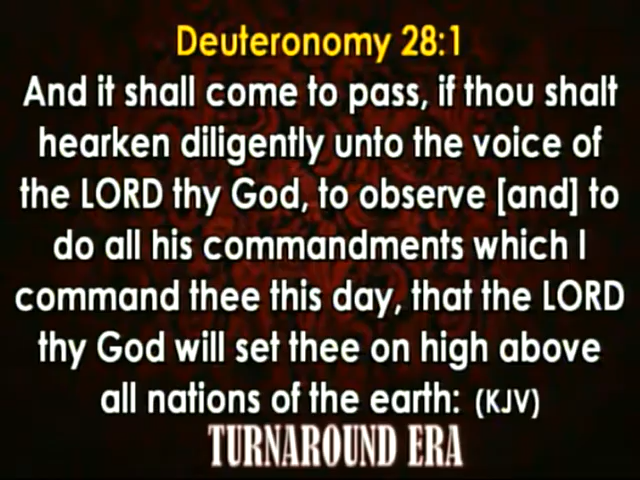 Deuteronomy 28:1
And it shall come to pass, if thou shalt
hearken diligently unto the voice of
the LORD thy God, to observe [and] to
do all his commandments which I
command thee this day, that the LORD
thy God will set thee on high above
all nations of the earth: (KJV)
TURNAROUND ERA